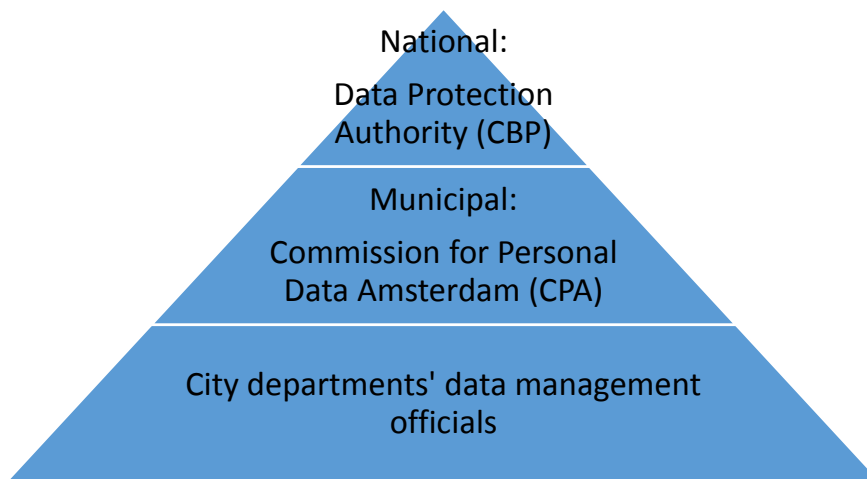 National:
Data Protection
Authority (CBP)
Municipal:
Commission for Personal
Data Amsterdam (CPA)
City departments' data management
officials